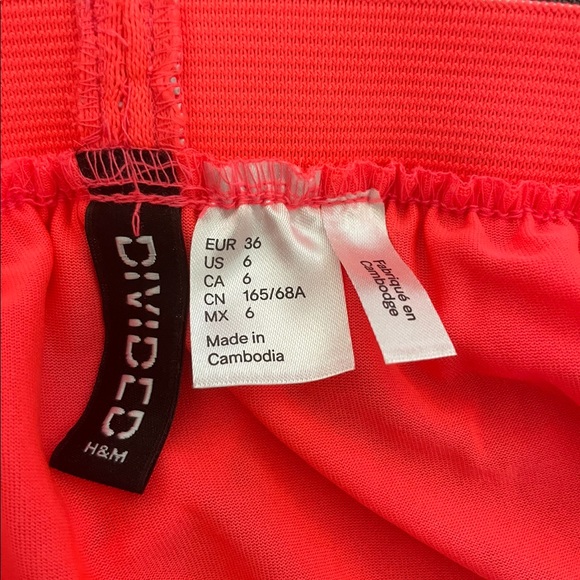 DIVIDED
H&M
EUR 36
US 6
CA 6
CN 165/68A
MX 6
Made in
Cambodia
Fabriqué en
Cambodge